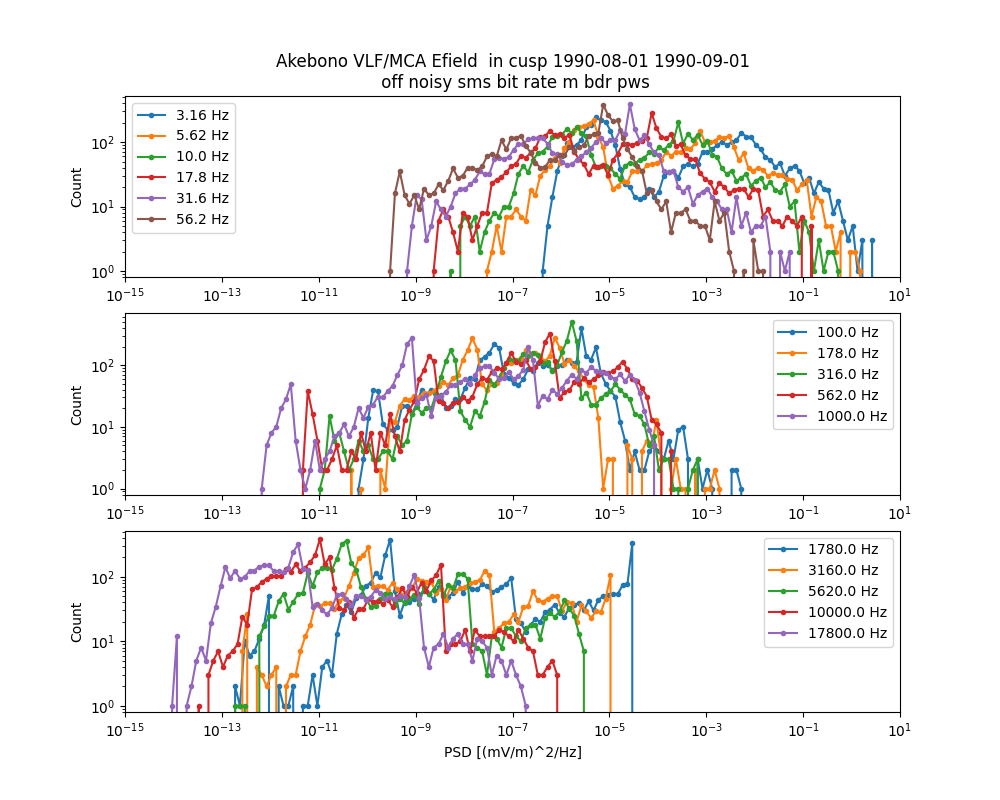 Akebono VLF/MCA Efield  in cusp 1990-08-01 1990-09-01
off noisy sms bit rate m bdr pws
Count
10^2
10^1
10^0
3.16 Hz
5.62 Hz
10.0 Hz
17.8 Hz
31.6 Hz
56.2 Hz
10^−15 10^−13 10^−11 10^−9 10^−7 10^−5 10^−3 10^−1 10^1
Count
10^2
10^1
10^0
100.0 Hz
178.0 Hz
316.0 Hz
562.0 Hz
1000.0 Hz
10^−15 10^−13 10^−11 10^−9 10^−7 10^−5 10^−3 10^−1 10^1
Count
10^2
10^1
10^0
1780.0 Hz
3160.0 Hz
5620.0 Hz
10000.0 Hz
17800.0 Hz
10^−15 10^−13 10^−11 10^−9 10^−7 10^−5 10^−3 10^−1 10^1
PSD [(mV/m)^2/Hz]